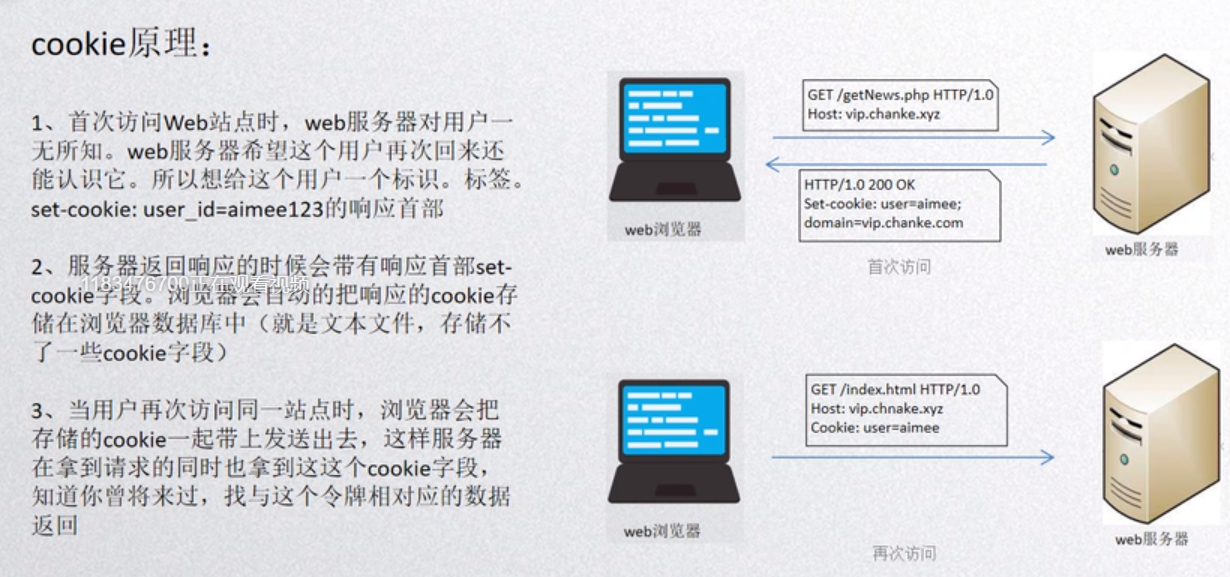 cookie原理：
1、首次访问Web站点时，web服务器对用户一
无所知。web服务器希望这个用户再次回来还
能认识它。所以想给这个用户一个标识。标签。
set-cookie: user_id=aimee123的响应首部
2、服务器返回响应的时候会带有响应首部set-
1183476700正在观看视频
cookie字段。浏览器会自动的把响应的cookie存
储在浏览器数据库中（就是文本文件，存储不
了一些cookie字段）
3、当用户再次访问同一站点时，浏览器会把
存储的cookie一起带上发送出去，这样服务器
在拿到请求的同时也拿到这这个cookie字段，
知道你曾将来过，找与这个令牌相对应的数据
返回
GET /getNews.php HTTP/1.0
Host: vip.chanke.xyz
HTTP/1.0 200 OK
Set-cookie: user=aimee;
domain=vip.chanke.com
web浏览器
web服务器
首次访问
GET /index.html HTTP/1.0
Host: vip.chnake.xyz
Cookie: user=aimee
web浏览器
web服务器
再次访问